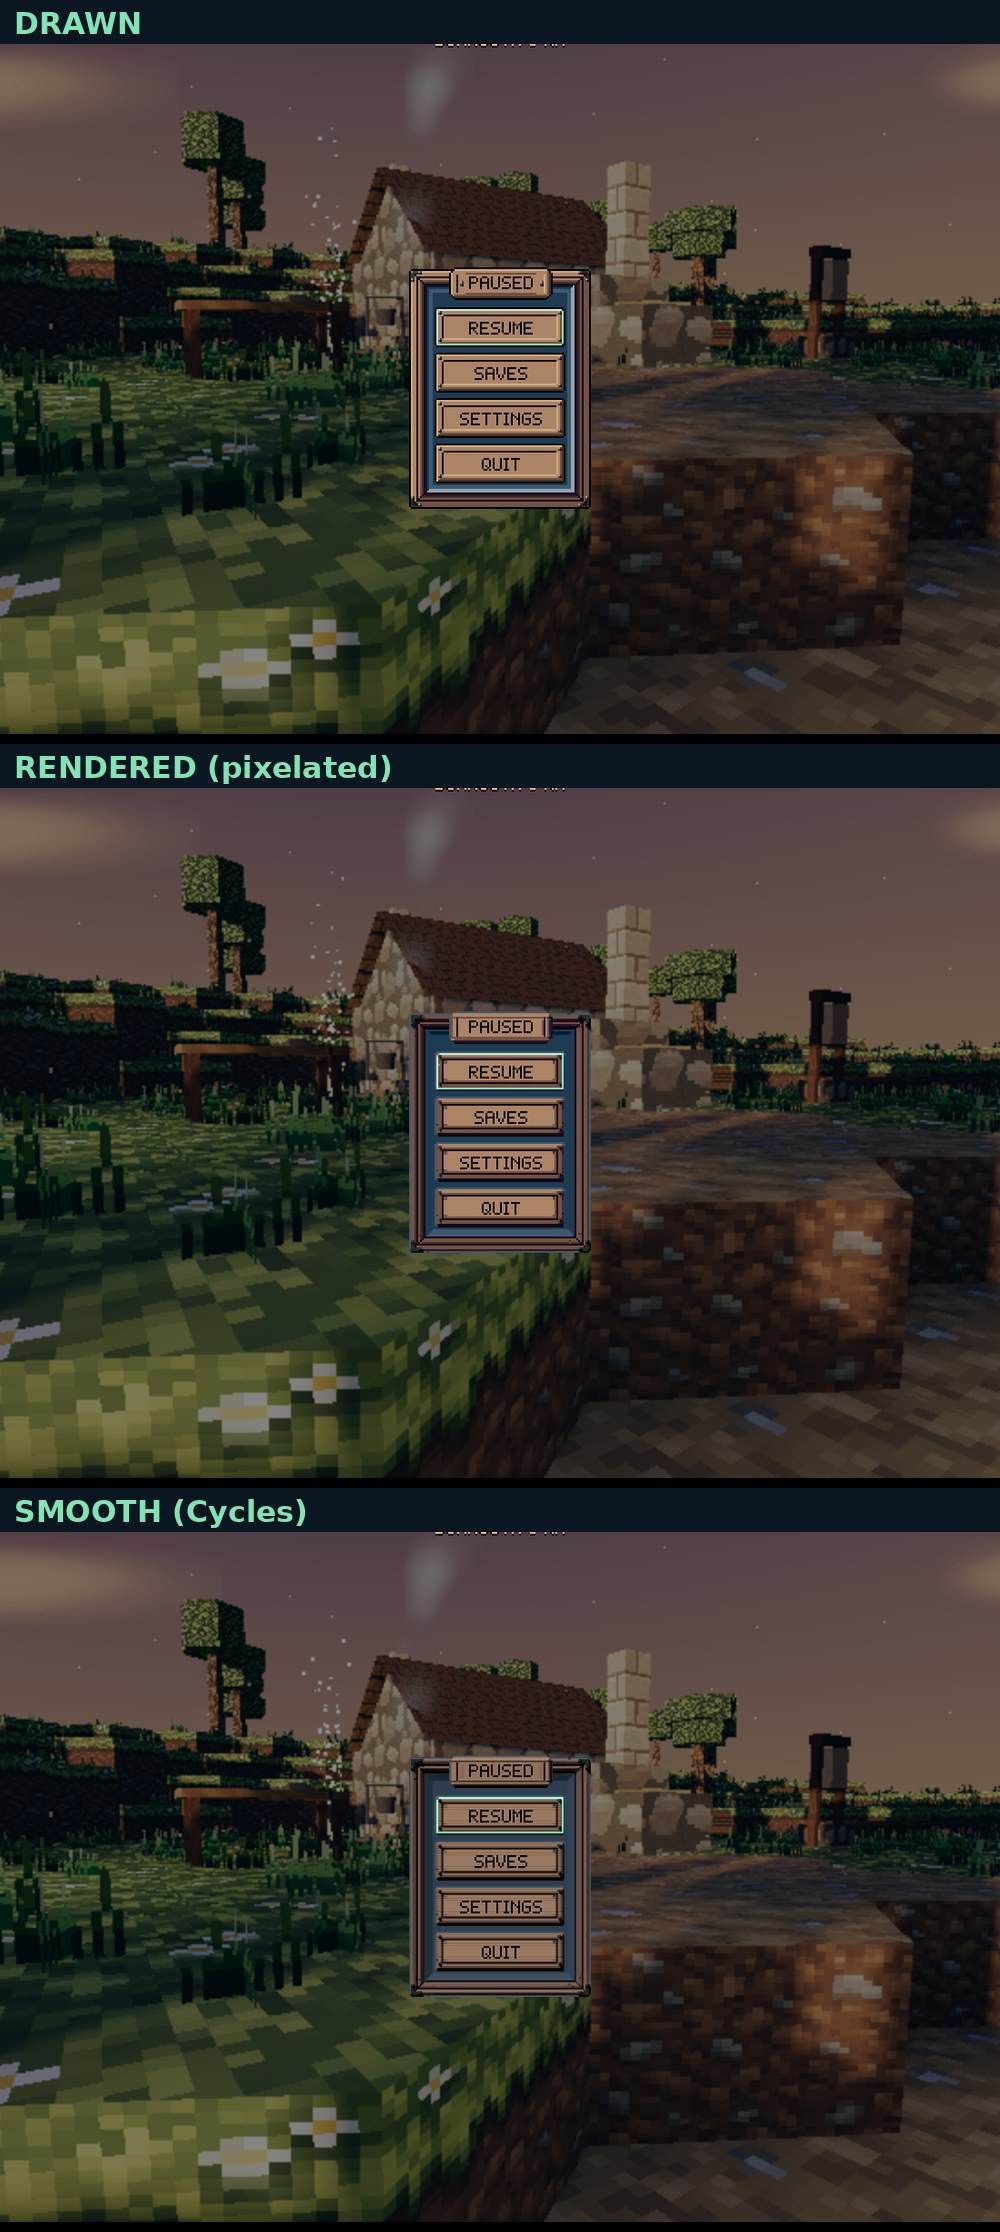 DRAWN
PAUSED
RESUME
SAVES
SETTINGS
QUIT
RENDERED (pixelated)
PAUSED
RESUME
SAVES
SETTINGS
QUIT
SMOOTH (Cycles)
PAUSED
RESUME
SAVES
SETTINGS
QUIT